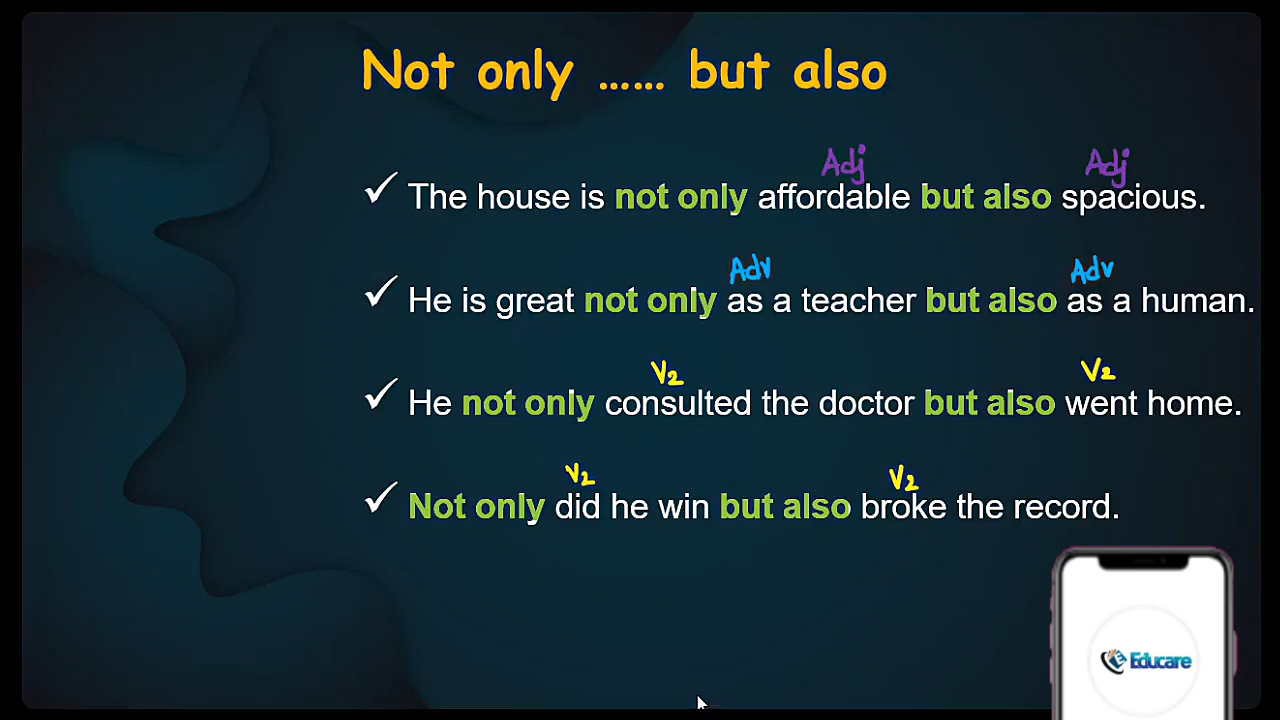 Not only ...... but also
Adj Adj
✓ The house is not only affordable but also spacious.
Adv Adv
✓ He is great not only as a teacher but also as a human.
V2 V2
✓ He not only consulted the doctor but also went home.
V2 V2
✓ Not only did he win but also broke the record.
Educare